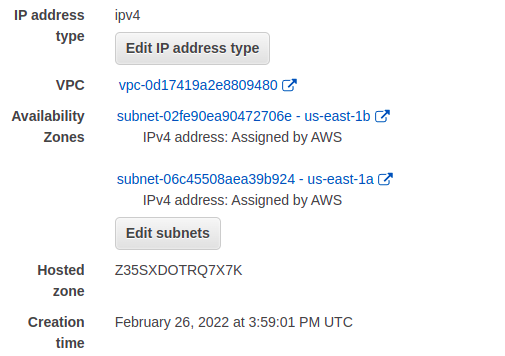 IP address type ipv4
Edit IP address type
VPC vpc-0d17419a2e8809480
Availability Zones subnet-02fe90ea90472706e - us-east-1b
IPv4 address: Assigned by AWS
subnet-06c45508aea39b924 - us-east-1a
IPv4 address: Assigned by AWS
Edit subnets
Hosted zone Z35SXDOTRQ7X7K
Creation time February 26, 2022 at 3:59:01 PM UTC